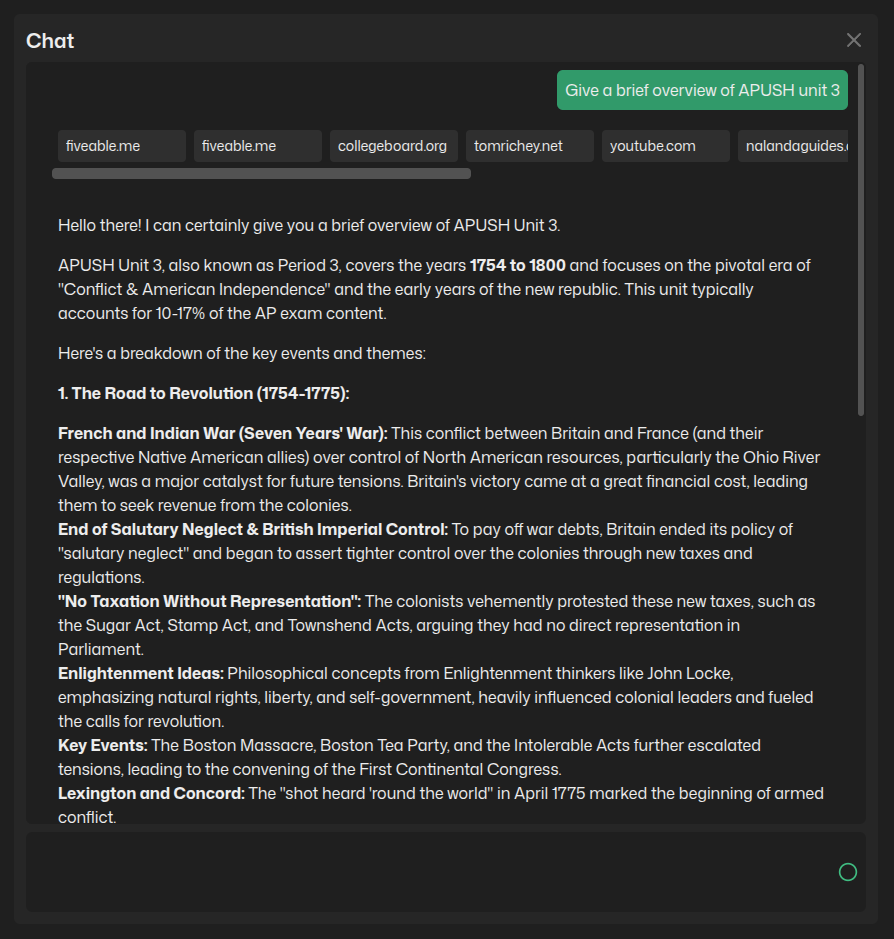 Chat
Give a brief overview of APUSH unit 3
fiveable.me fiveable.me collegeboard.org tomrichey.net youtube.com nalandaguides.
Hello there! I can certainly give you a brief overview of APUSH Unit 3.
APUSH Unit 3, also known as Period 3, covers the years 1754 to 1800 and focuses on the pivotal era of
"Conflict & American Independence" and the early years of the new republic. This unit typically
accounts for 10-17% of the AP exam content.
Here's a breakdown of the key events and themes:
1. The Road to Revolution (1754-1775):
French and Indian War (Seven Years' War): This conflict between Britain and France (and their
respective Native American allies) over control of North American resources, particularly the Ohio River
Valley, was a major catalyst for future tensions. Britain's victory came at a great financial cost, leading
them to seek revenue from the colonies.
End of Salutary Neglect & British Imperial Control: To pay off war debts, Britain ended its policy of
"salutary neglect" and began to assert tighter control over the colonies through new taxes and
regulations.
"No Taxation Without Representation": The colonists vehemently protested these new taxes, such as
the Sugar Act, Stamp Act, and Townshend Acts, arguing they had no direct representation in
Parliament.
Enlightenment Ideas: Philosophical concepts from Enlightenment thinkers like John Locke,
emphasizing natural rights, liberty, and self-government, heavily influenced colonial leaders and fueled
the calls for revolution.
Key Events: The Boston Massacre, Boston Tea Party, and the Intolerable Acts further escalated
tensions, leading to the convening of the First Continental Congress.
Lexington and Concord: The "shot heard 'round the world" in April 1775 marked the beginning of armed
conflict.